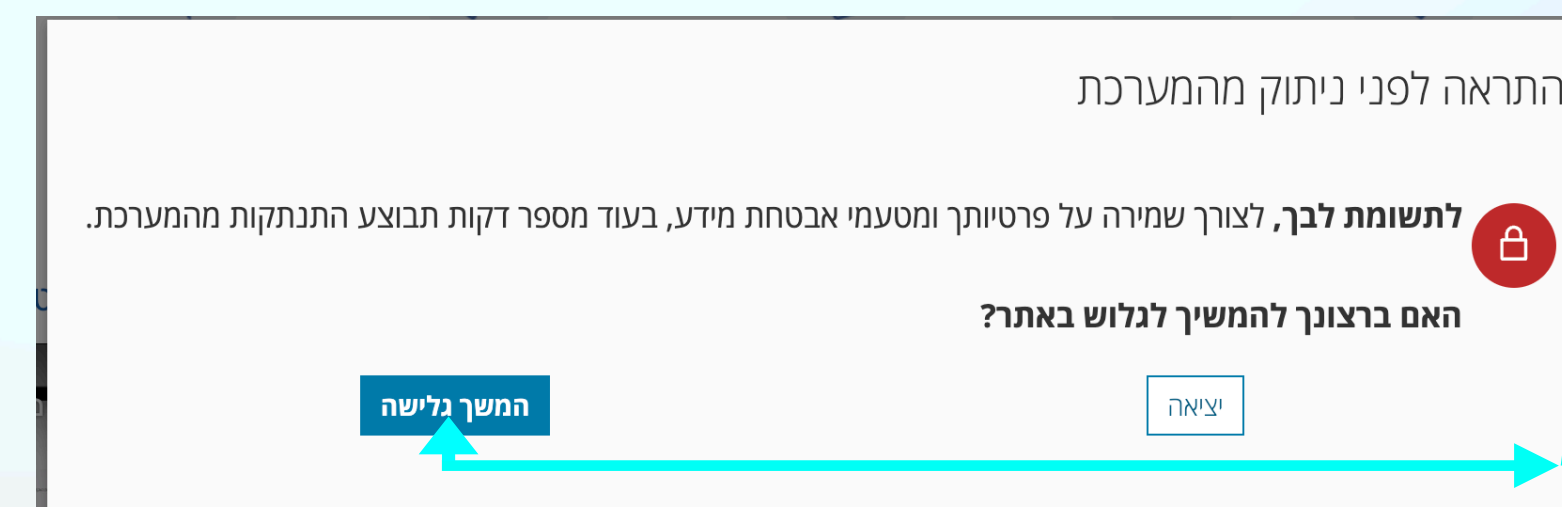 התראה לפני ניתוק מהמערכת
לתשומת לבך, לצורך שמירה על פרטיותך ומטעמי אבטחת מידע, בעוד מספר דקות תבוצע התנתקות מהמערכת.
האם ברצונך להמשיך לגלוש באתר?
יציאה
המשך גלישה